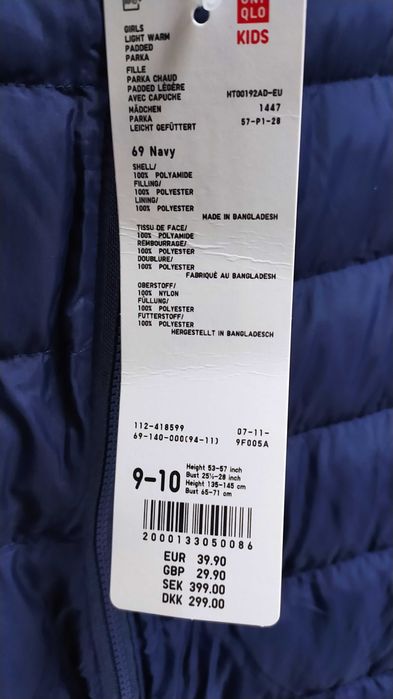 UNI
QLO
KIDS
GIRLS
LIGHT WARM
PADDED
PARKA
FILLE
PARKA CHAUD
PADDED LÉGÈRE
AVEC CAPUCHE
MÄDCHEN
PARKA
LEICHT GEFÜTTERT
HT00192AD-EU
1447
57-P1-28
69 Navy
SHELL/
100% POLYAMIDE
FILLING/
100% POLYESTER
LINING/
100% POLYESTER
MADE IN BANGLADESH
TISSU DE FACE/
100% POLYAMIDE
REMBOURRAGE/
100% POLYESTER
DOUBLURE/
100% POLYESTER
FABRIQUÉ AU BANGLADESH
OBERSTOFF/
100% NYLON
FÜLLUNG/
100% POLYESTER
FUTTERSTOFF/
100% POLYESTER
HERGESTELLT IN BANGLADESCH
112-418599 07-11-
69-140-000(94-11) 9F005A
9-10
Height 53-57 inch
Bust 25½-28 inch
Height 135-145 cm
Bust 65-71 cm
2000133050086
EUR 39.90
GBP 29.90
SEK 399.00
DKK 299.00